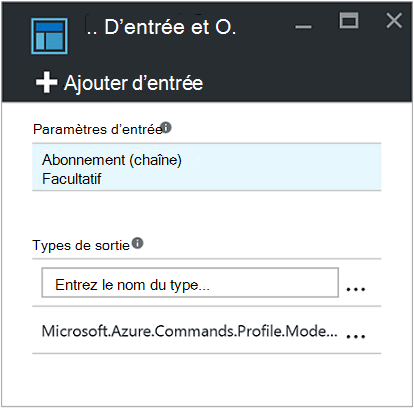 .. D'entrée et O.
Ajouter d'entrée
Paramètres d'entrée
Abonnement (chaîne)
Facultatif
Types de sortie
Entrez le nom du type...
Microsoft.Azure.Commands.Profile.Mode... ...